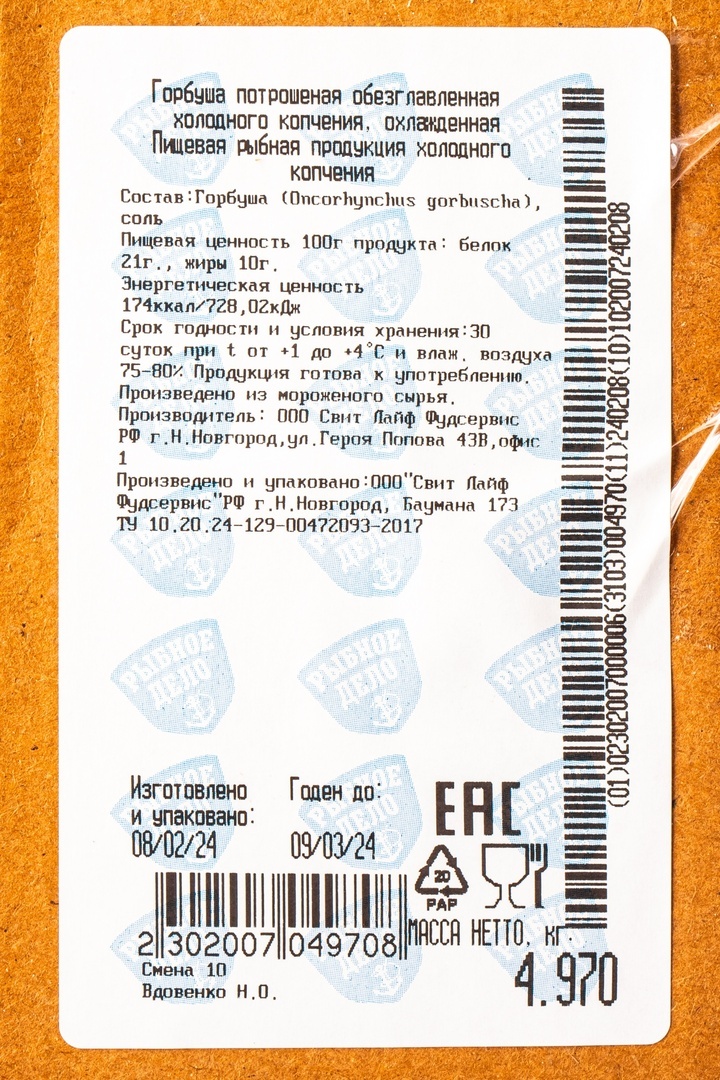 Горбуша потрошеная обезглавленная
холодного копчения, охлажденная
Пищевая рыбная продукция холодного
копчения
Состав:Горбуша (Oncorhynchus gorbuscha),
соль
Пищевая ценность 100г продукта: белок
21г., жиры 10г.
Энергетическая ценность
174ккал/728,02кДж
Срок годности и условия хранения:30
суток при t от +1 до +4°C и влаж. воздуха
75-80% Продукция готова к употреблению.
Произведено из мороженого сырья.
Производитель: ООО Свит Лайф Фудсервис
РФ г.Н.Новгород,ул.Героя Попова 43В,офис
1
Произведено и упаковано:ООО"Свит Лайф
Фудсервис"РФ г.Н.Новгород, Баумана 173
ТУ 10.20.24-129-00472093-2017
(01)02302007000006(3103)004970(11)240208(10)102007240208
РЫБНОЕ
ДЕЛО
Изготовлено
и упаковано:
08/02/24
Годен до:
09/03/24
EAC
20
PAP
МАССА НЕТТО, кг.
4.970
2 302007 049708
Смена 10
Вдовенко Н.О.